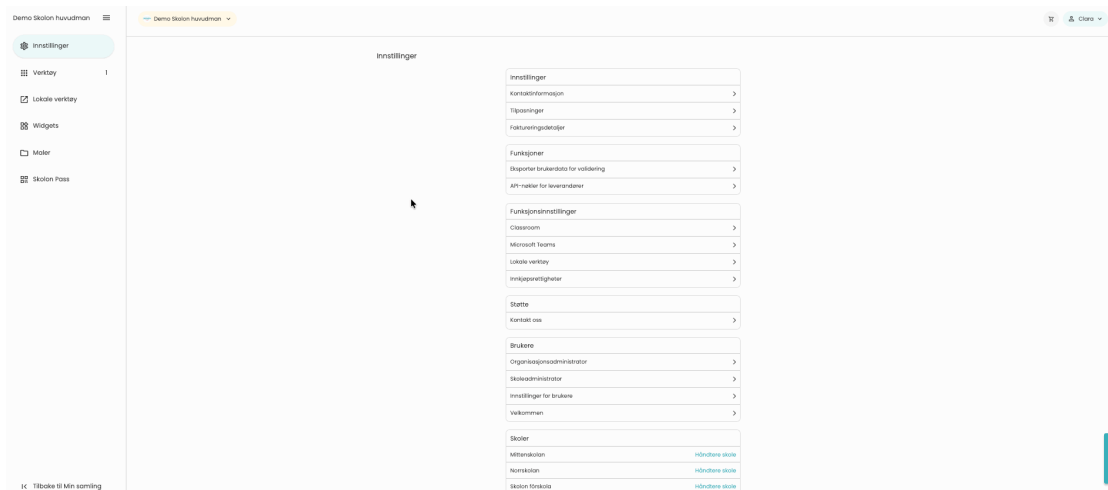 Demo Skolon huvudman
Demo Skolon huvudman
Clara
Innstillinger
Verktøy 1
Lokale verktøy
Widgets
Maler
Skolon Pass
Tilbake til Min samling
Innstillinger
Innstillinger
Kontaktinformasjon
Tilpasninger
Faktureringsdetaljer
Funksjoner
Eksporter brukerdata for validering
API-nøkler for leverandører
Funksjonsinnstillinger
Classroom
Microsoft Teams
Lokale verktøy
Innkjøpsrettigheter
Støtte
Kontakt oss
Brukere
Organisasjonsadministrator
Skoleadministrator
Innstillinger for brukere
Velkommen
Skoler
Mittenskolan Håndtere skole
Norrskolan Håndtere skole
Skolon förskola Håndtere skole